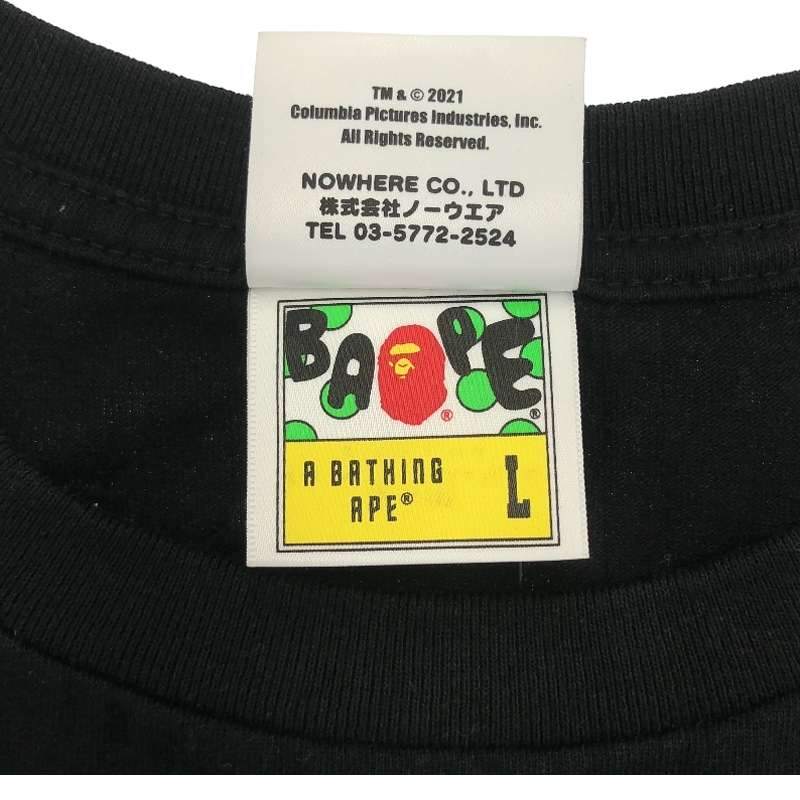 TM & © 2021
Columbia Pictures Industries, Inc.
All Rights Reserved.
NOWHERE CO., LTD
株式会社ノーウエア
TEL 03-5772-2524
BAPE®
®
A BATHING
APE®
L